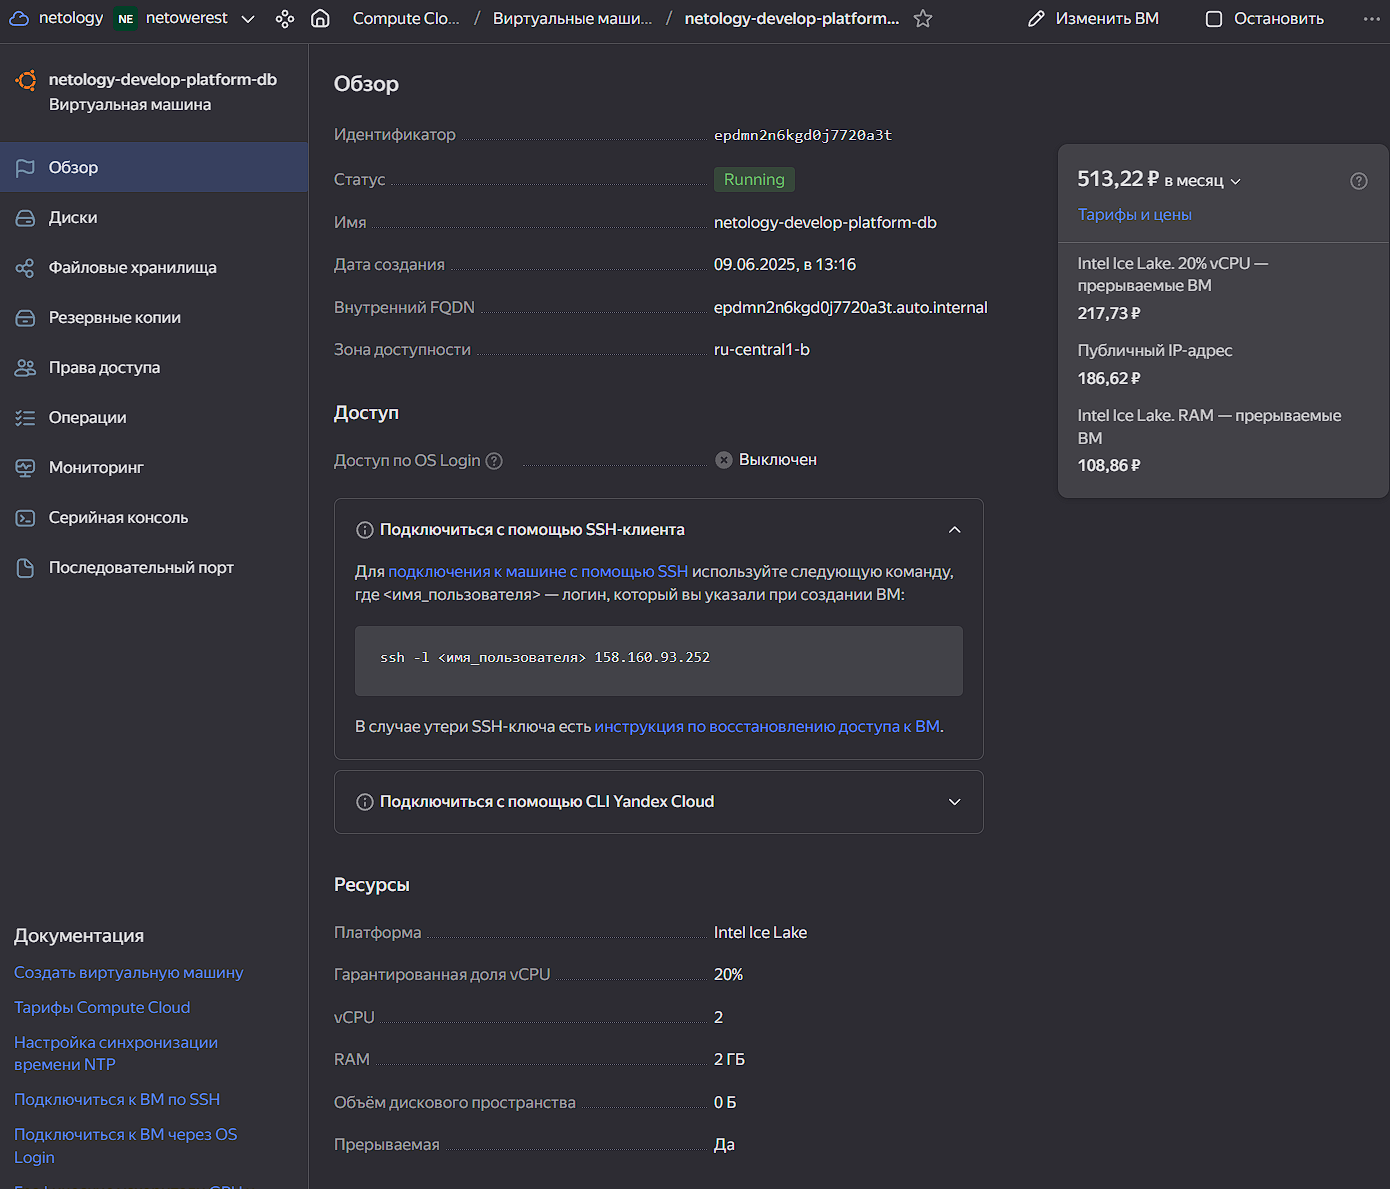 netology NE netowerest Compute Clo... / Виртуальные маши... / netology-develop-platform... Изменить ВМ Остановить
netology-develop-platform-db
Виртуальная машина
Обзор
Диски
Файловые хранилища
Резервные копии
Права доступа
Операции
Мониторинг
Серийная консоль
Последовательный порт
Документация
Создать виртуальную машину
Тарифы Compute Cloud
Настройка синхронизации
времени NTP
Подключиться к ВМ по SSH
Подключиться к ВМ через OS
Login
Обзор
Идентификатор epdmn2n6kgd0j7720a3t
Статус Running
Имя netology-develop-platform-db
Дата создания 09.06.2025, в 13:16
Внутренний FQDN epdmn2n6kgd0j7720a3t.auto.internal
Зона доступности ru-central1-b
Доступ
Доступ по OS Login Выключен
Подключиться с помощью SSH-клиента
Для подключения к машине с помощью SSH используйте следующую команду,
где <имя_пользователя> — логин, который вы указали при создании ВМ:
ssh -l <имя_пользователя> 158.160.93.252
В случае утери SSH-ключа есть инструкция по восстановлению доступа к ВМ.
Подключиться с помощью CLI Yandex Cloud
Ресурсы
Платформа Intel Ice Lake
Гарантированная доля vCPU 20%
vCPU 2
RAM 2 ГБ
Объём дискового пространства 0 Б
Прерываемая Да
513,22 ₽ в месяц
Тарифы и цены
Intel Ice Lake. 20% vCPU —
прерываемые ВМ
217,73 ₽
Публичный IP-адрес
186,62 ₽
Intel Ice Lake. RAM — прерываемые
ВМ
108,86 ₽